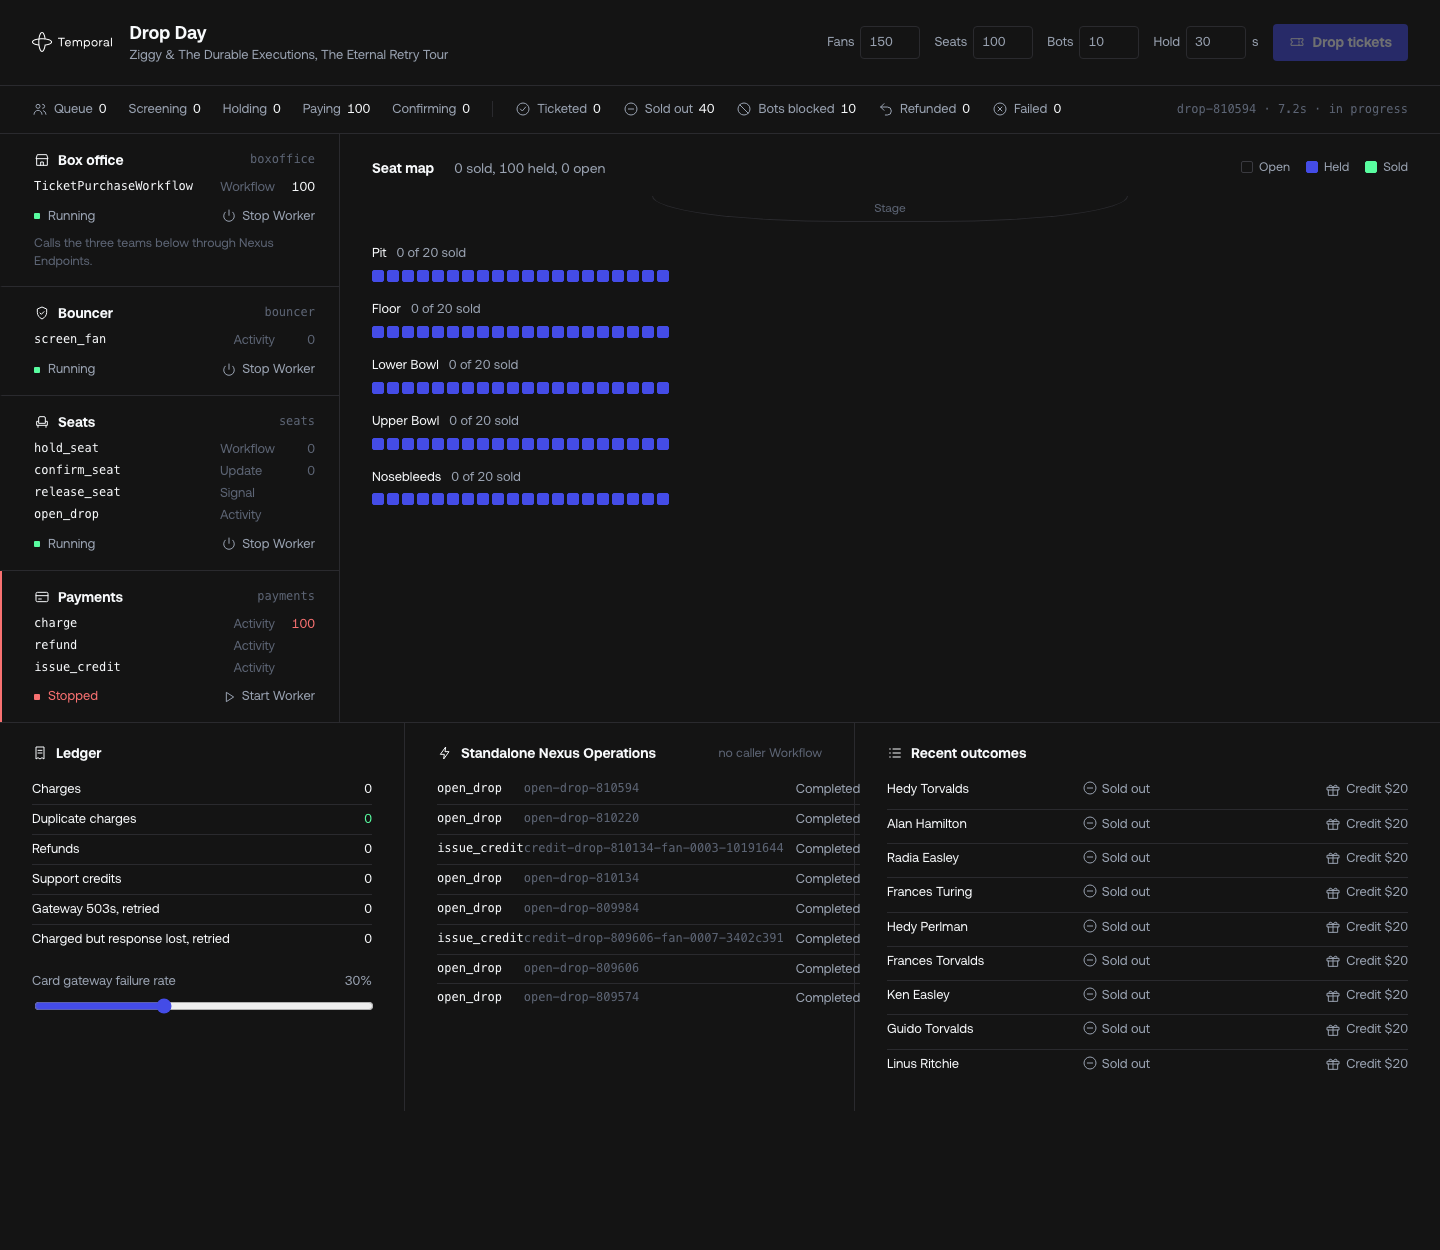 Temporal
Drop Day
Ziggy & The Durable Executions, The Eternal Retry Tour
Fans 150 Seats 100 Bots 10 Hold 30 s Drop tickets
Queue 0 Screening 0 Holding 0 Paying 100 Confirming 0 Ticketed 0 Sold out 40 Bots blocked 10 Refunded 0 Failed 0 drop-810594 · 7.2s · in progress
Box office boxoffice
TicketPurchaseWorkflow Workflow 100
Running Stop Worker
Calls the three teams below through Nexus
Endpoints.
Bouncer bouncer
screen_fan Activity 0
Running Stop Worker
Seats seats
hold_seat Workflow 0
confirm_seat Update 0
release_seat Signal
open_drop Activity
Running Stop Worker
Payments payments
charge Activity 100
refund Activity
issue_credit Activity
Stopped Start Worker
Seat map 0 sold, 100 held, 0 open Open Held Sold
Stage
Pit 0 of 20 sold
Floor 0 of 20 sold
Lower Bowl 0 of 20 sold
Upper Bowl 0 of 20 sold
Nosebleeds 0 of 20 sold
Ledger
Charges 0
Duplicate charges 0
Refunds 0
Support credits 0
Gateway 503s, retried 0
Charged but response lost, retried 0
Card gateway failure rate 30%
Standalone Nexus Operations no caller Workflow
open_drop open-drop-810594 Completed
open_drop open-drop-810220 Completed
issue_credit credit-drop-810134-fan-0003-10191644 Completed
open_drop open-drop-810134 Completed
open_drop open-drop-809984 Completed
issue_credit credit-drop-809606-fan-0007-3402c391 Completed
open_drop open-drop-809606 Completed
open_drop open-drop-809574 Completed
Recent outcomes
Hedy Torvalds Sold out Credit $20
Alan Hamilton Sold out Credit $20
Radia Easley Sold out Credit $20
Frances Turing Sold out Credit $20
Hedy Perlman Sold out Credit $20
Frances Torvalds Sold out Credit $20
Ken Easley Sold out Credit $20
Guido Torvalds Sold out Credit $20
Linus Ritchie Sold out Credit $20